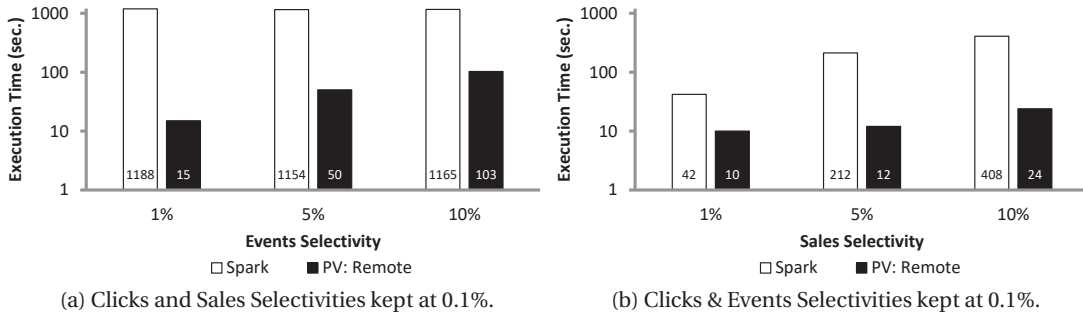 Execution Time (sec.)
1000
100
10
1
1188
15
1154
50
1165
103
1%
5%
10%
Events Selectivity
Spark
PV: Remote
(a) Clicks and Sales Selectivities kept at 0.1%.
Execution Time (sec.)
1000
100
10
1
42
10
212
12
408
24
1%
5%
10%
Sales Selectivity
Spark
PV: Remote
(b) Clicks & Events Selectivities kept at 0.1%.